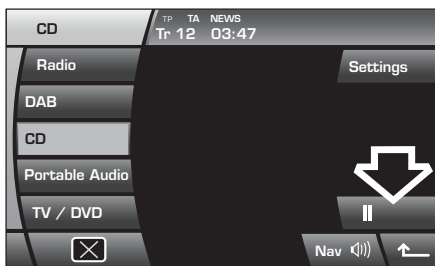 CD
TP TA NEWS
Tr 12 03:47
Radio
Settings
DAB
CD
Portable Audio
TV / DVD
Nav